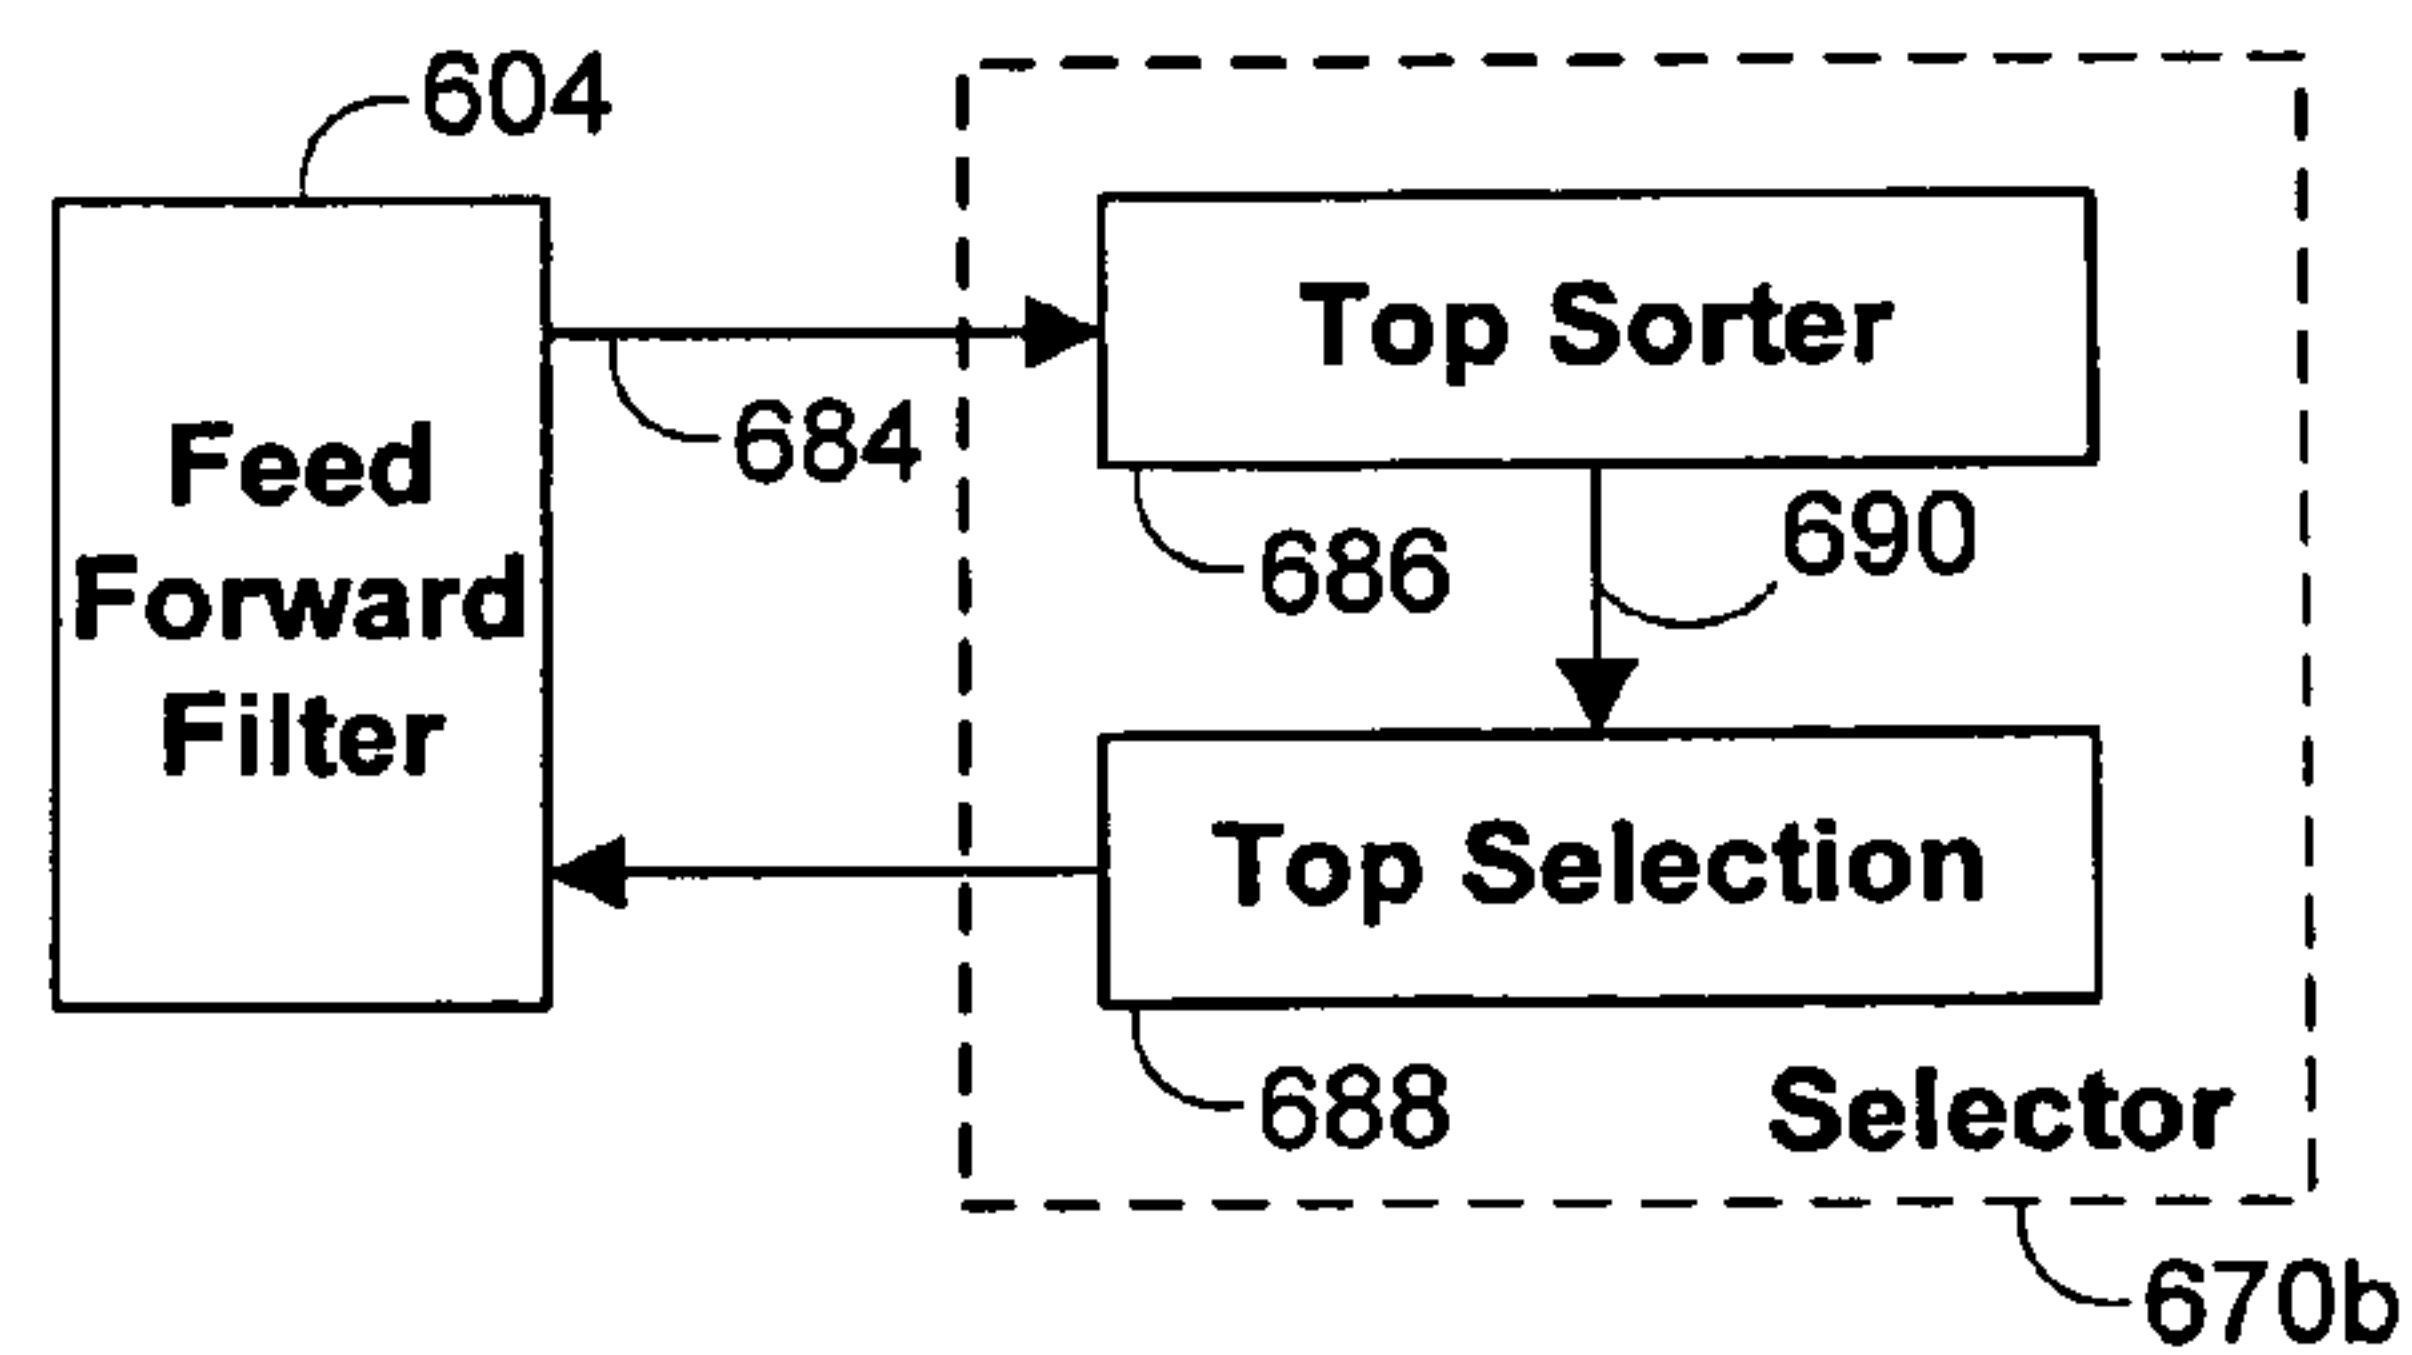 604
Feed
Forward
Filter
684
Top Sorter
686
690
Top Selection
688
Selector
670b